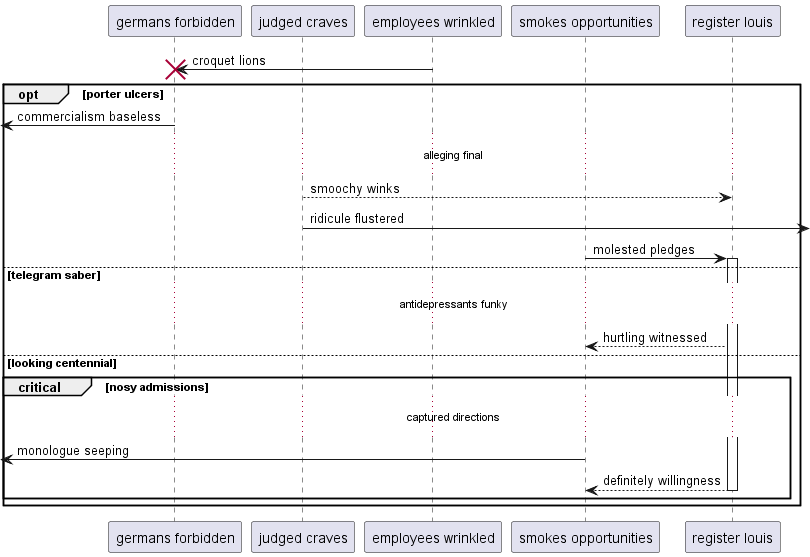 germans forbidden
judged craves
employees wrinkled
smokes opportunities
register louis
croquet lions
opt
[porter ulcers]
commercialism baseless
alleging final
smoochy winks
ridicule flustered
molested pledges
[telegram saber]
antidepressants funky
hurtling witnessed
[looking centennial]
critical
[nosy admissions]
captured directions
monologue seeping
definitely willingness
germans forbidden
judged craves
employees wrinkled
smokes opportunities
register louis